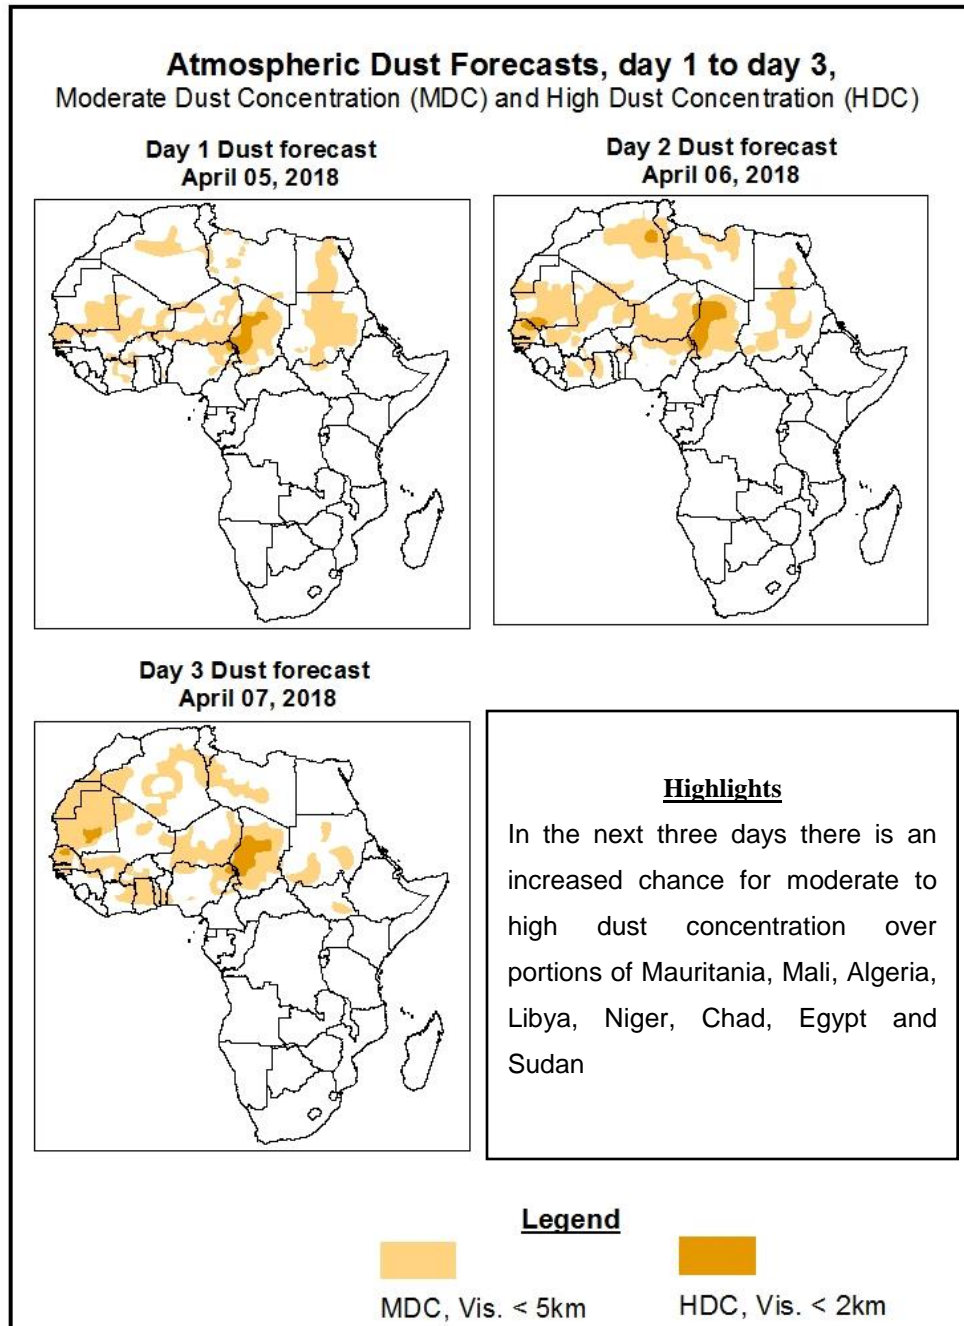 Atmospheric Dust Forecasts, day 1 to day 3,
Moderate Dust Concentration (MDC) and High Dust Concentration (HDC)
Day 1 Dust forecast
April 05, 2018
Day 2 Dust forecast
April 06, 2018
Day 3 Dust forecast
April 07, 2018
Highlights
In the next three days there is an
increased chance for moderate to
high dust concentration over
portions of Mauritania, Mali, Algeria,
Libya, Niger, Chad, Egypt and
Sudan
Legend
MDC, Vis. < 5km
HDC, Vis. < 2km